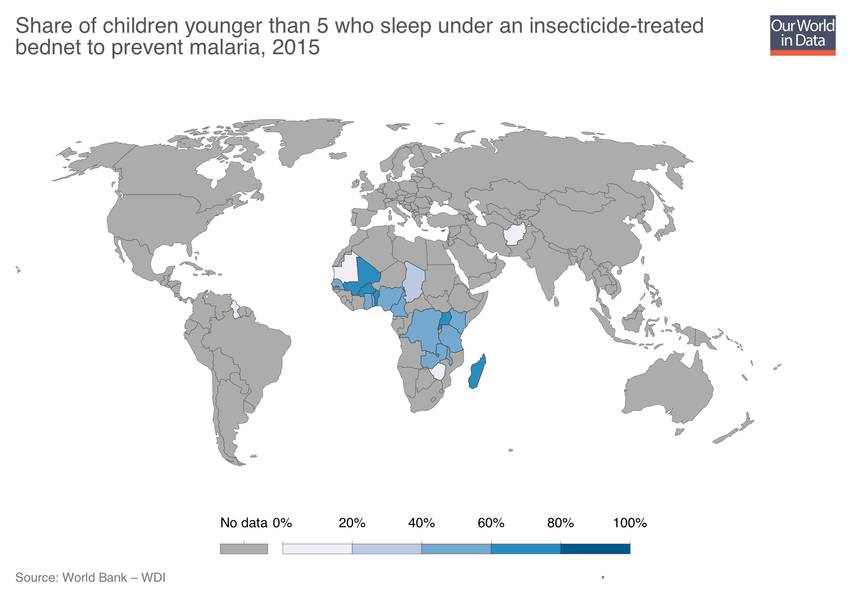 Share of children younger than 5 who sleep under an insecticide-treated
bednet to prevent malaria, 2015
Our World
in Data
No data 0% 20% 40% 60% 80% 100%
Source: World Bank – WDI